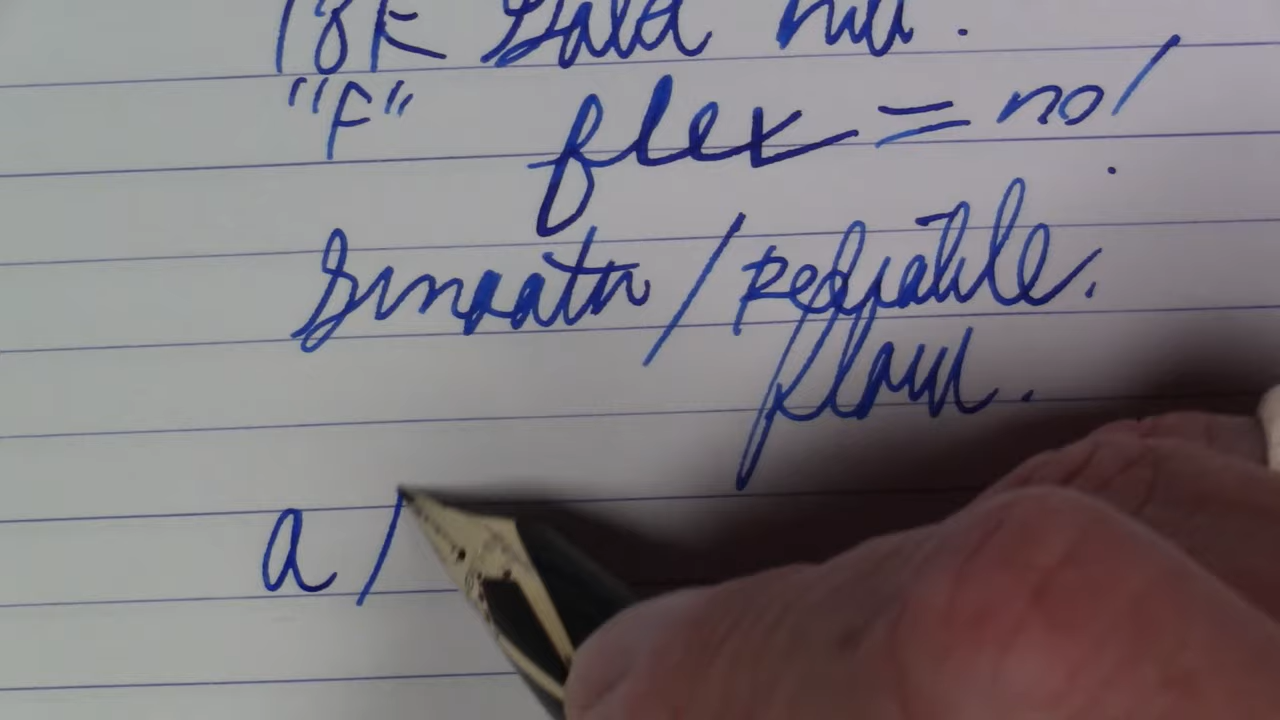 18K Gold nib.
"F" flex = no!
Smooth / Reliable.
flow.
a /